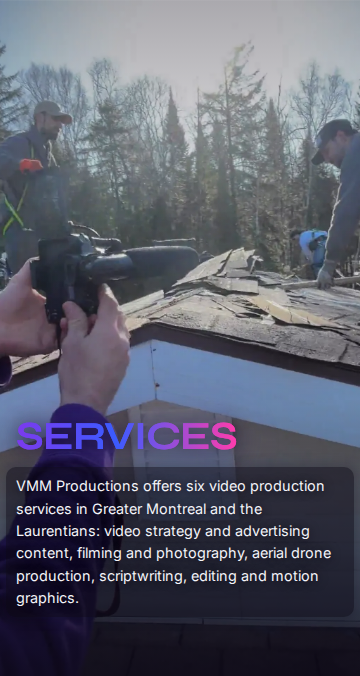 SERVICES
VMM Productions offers six video production
services in Greater Montreal and the
Laurentians: video strategy and advertising
content, filming and photography, aerial drone
production, scriptwriting, editing and motion
graphics.